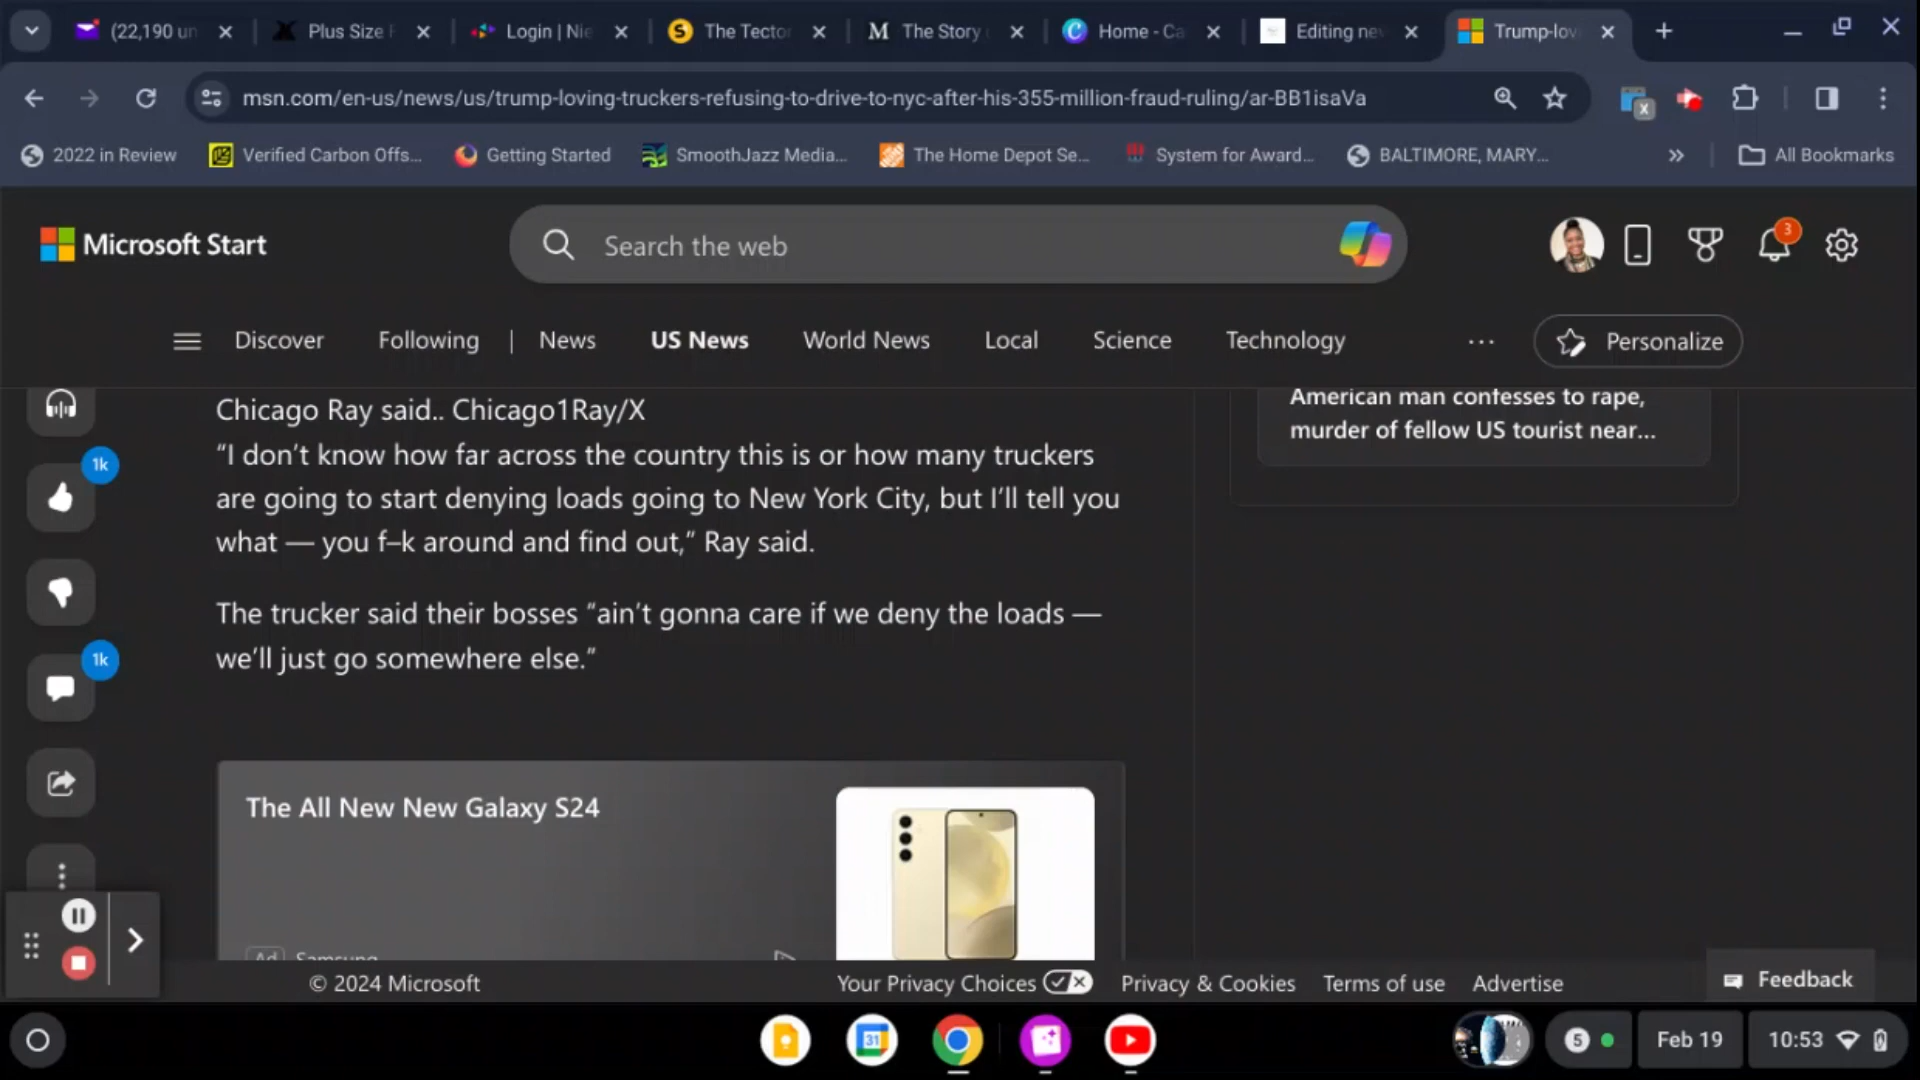 (22,190 un
Plus Size F
Login | Nie
The Tecto
The Story
Home - Ca
Editing nev
Trump-lov
msn.com/en-us/news/us/trump-loving-truckers-refusing-to-drive-to-nyc-after-his-355-million-fraud-ruling/ar-BB1isaVa
2022 in Review
Verified Carbon Offs...
Getting Started
SmoothJazz Media...
The Home Depot Se...
System for Award...
BALTIMORE, MARY...
All Bookmarks
Microsoft Start
Search the web
3
Discover
Following
News
US News
World News
Local
Science
Technology
Personalize
Chicago Ray said.. Chicago1Ray/X
“I don’t know how far across the country this is or how many truckers
are going to start denying loads going to New York City, but I’ll tell you
what — you f–k around and find out,” Ray said.
The trucker said their bosses “ain’t gonna care if we deny the loads —
we’ll just go somewhere else.”
1k
1k
American man confesses to rape,
murder of fellow US tourist near...
The All New New Galaxy S24
Ad Samsung
© 2024 Microsoft
Your Privacy Choices
Privacy & Cookies
Terms of use
Advertise
Feedback
31
5
Feb 19
10:53